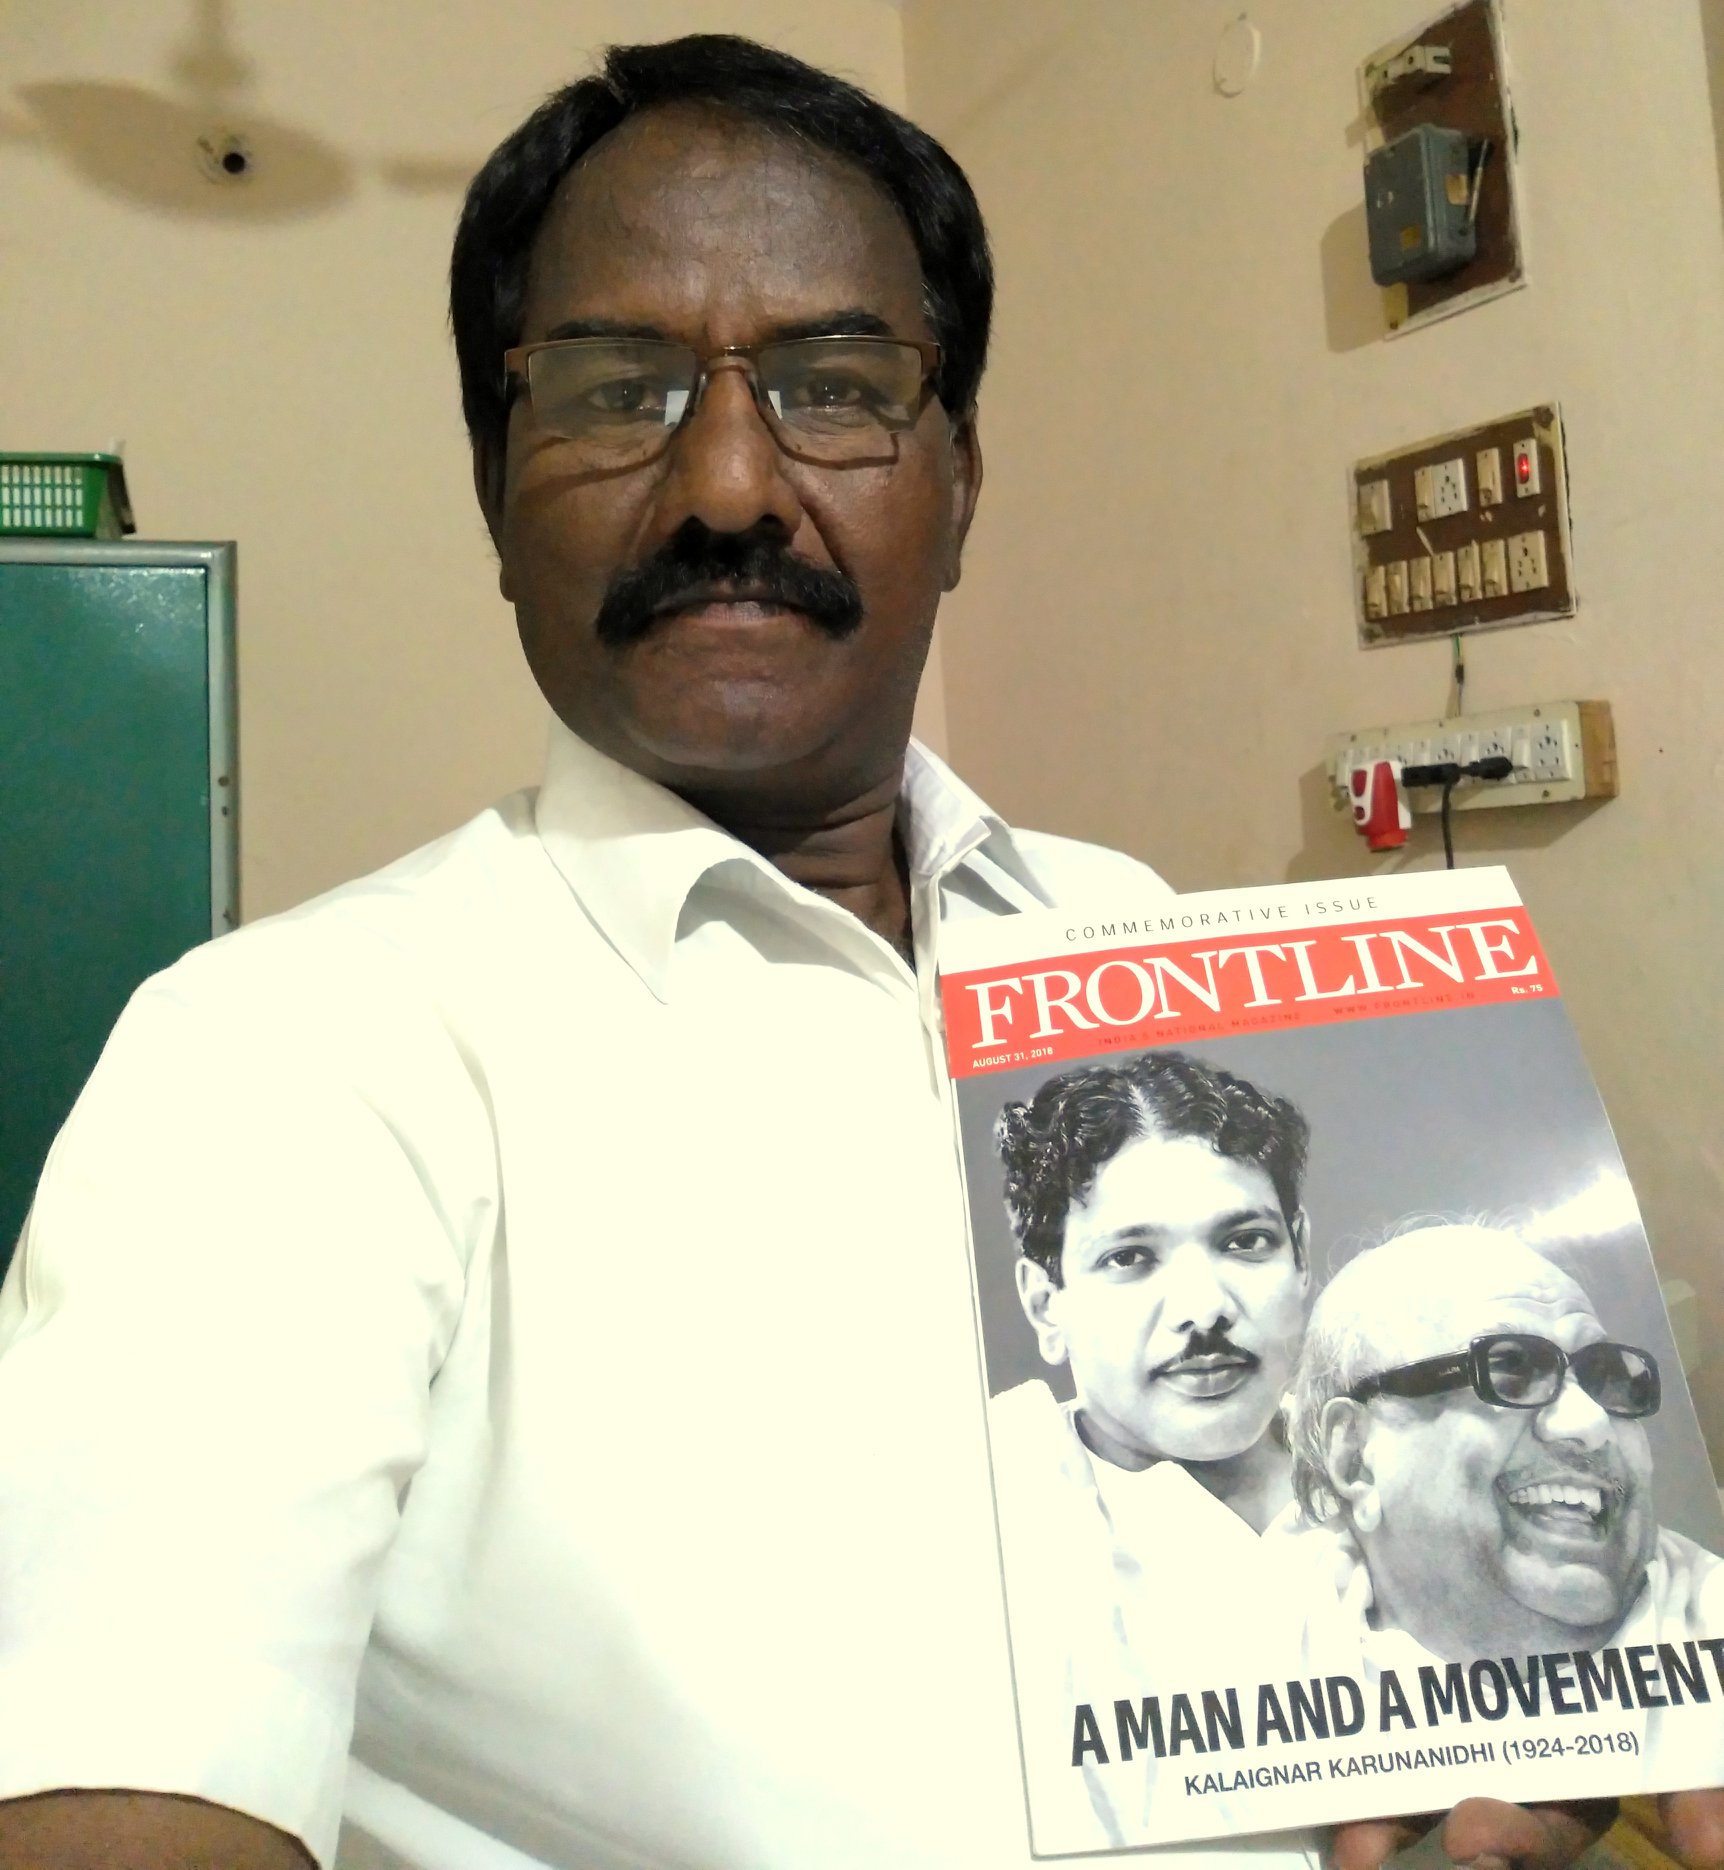 COMMEMORATIVE ISSUE
FRONTLINE
AUGUST 31, 2018
INDIA'S NATIONAL MAGAZINE
WWW.FRONTLINE.IN
Rs. 75
A MAN AND A MOVEMENT
KALAIGNAR KARUNANIDHI (1924-2018)